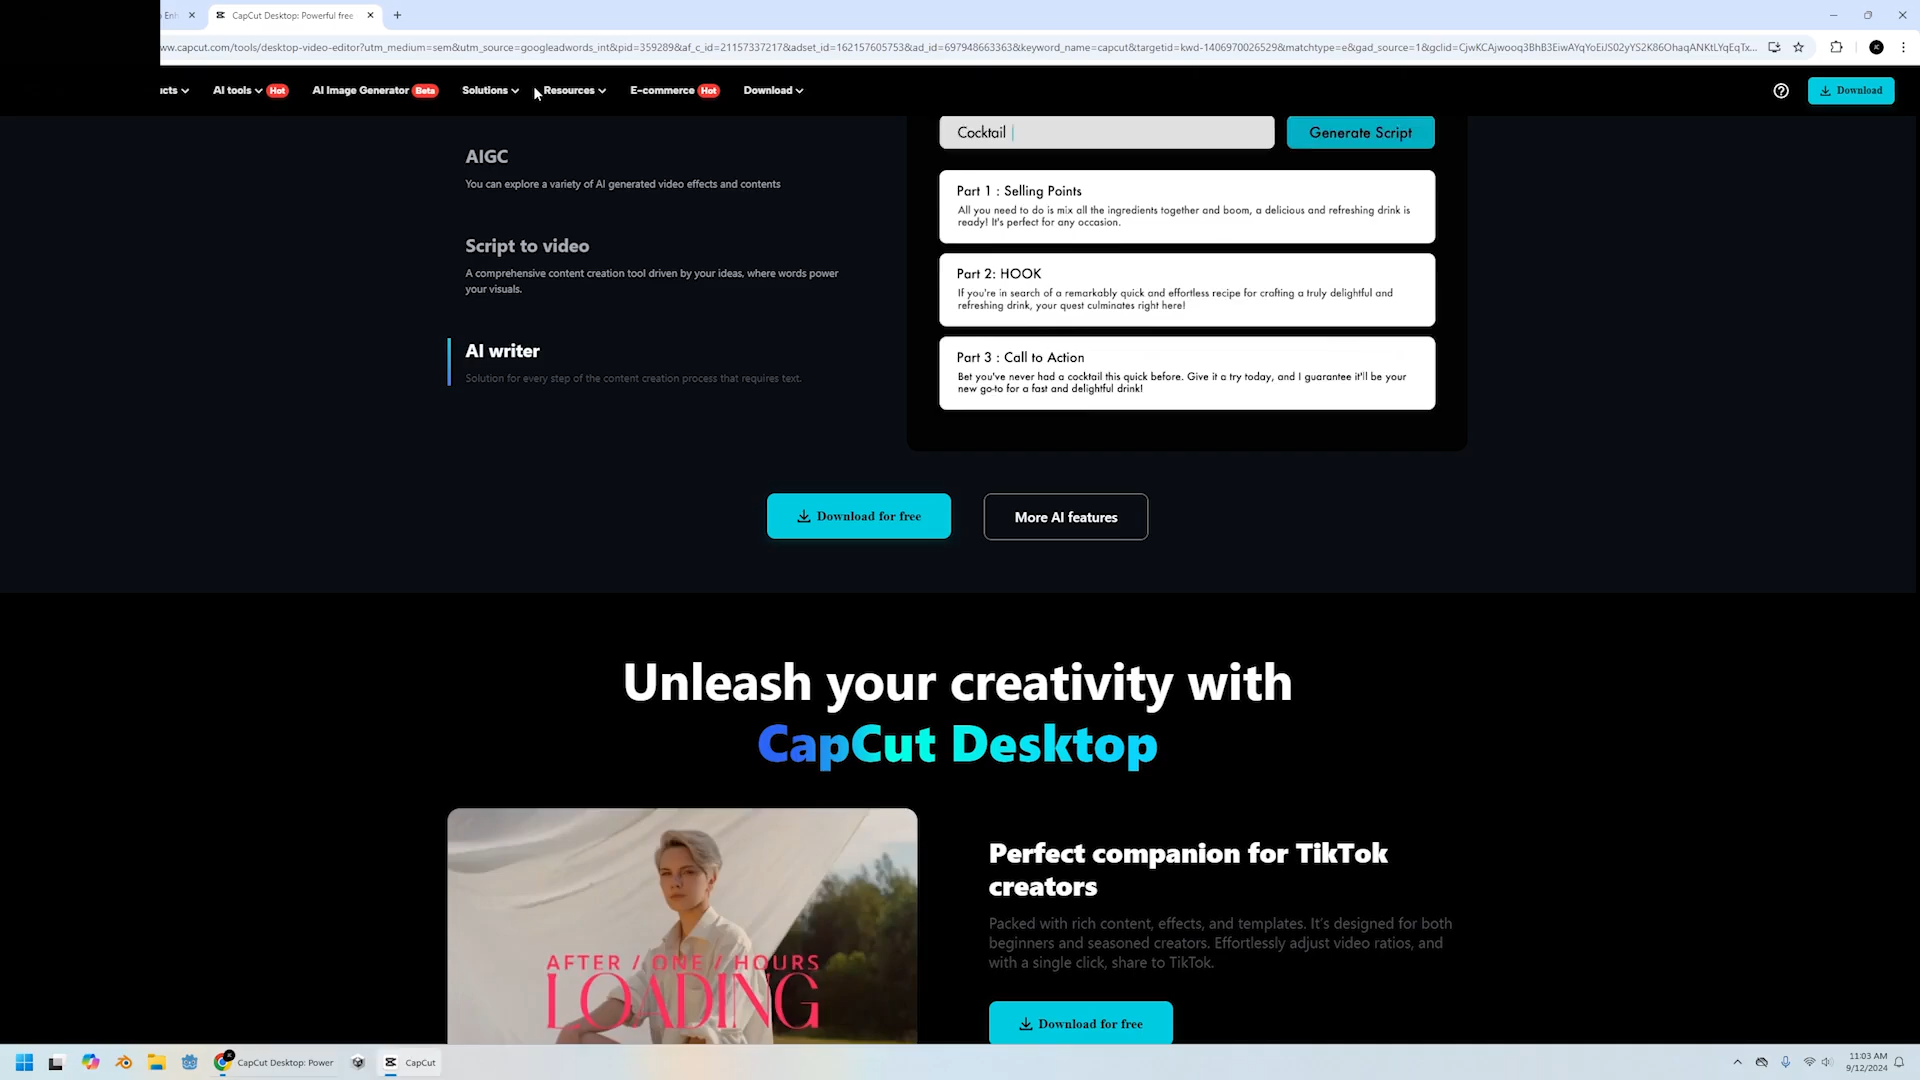 Enh
CapCut Desktop: Powerful free
ww.capcut.com/tools/desktop-video-editor?utm_medium=sem&utm_source=googleadwords_int&pid=359289&af_c_id=21157337217&adset_id=162157605753&ad_id=697948663363&keyword_name=capcut&targetid=kwd-1406970026529&matchtype=e&gad_source=1&gclid=CjwKCAjwooq3BhB3EiwAYqYoEiJS02yYS2K86OhaqANKtLYqEqTx...
ucts
AI tools Hot
AI Image Generator Beta
Solutions
Resources
E-commerce Hot
Download
Download
AIGC
You can explore a variety of AI generated video effects and contents
Script to video
A comprehensive content creation tool driven by your ideas, where words power
your visuals.
AI writer
Solution for every step of the content creation process that requires text.
Cocktail
Generate Script
Part 1 : Selling Points
All you need to do is mix all the ingredients together and boom, a delicious and refreshing drink is
ready! It's perfect for any occasion.
Part 2: HOOK
If you're in search of a remarkably quick and effortless recipe for crafting a truly delightful and
refreshing drink, your quest culminates right here!
Part 3 : Call to Action
Bet you've never had a cocktail this quick before. Give it a try today, and I guarantee it'll be your
new go-to for a fast and delightful drink!
Download for free
More AI features
Unleash your creativity with
CapCut Desktop
AFTER / ONE / HOURS
LOADING
Perfect companion for TikTok
creators
Packed with rich content, effects, and templates. It's designed for both
beginners and seasoned creators. Effortlessly adjust video ratios, and
with a single click, share to TikTok.
Download for free
CapCut Desktop: Power
CapCut
11:03 AM
9/12/2024